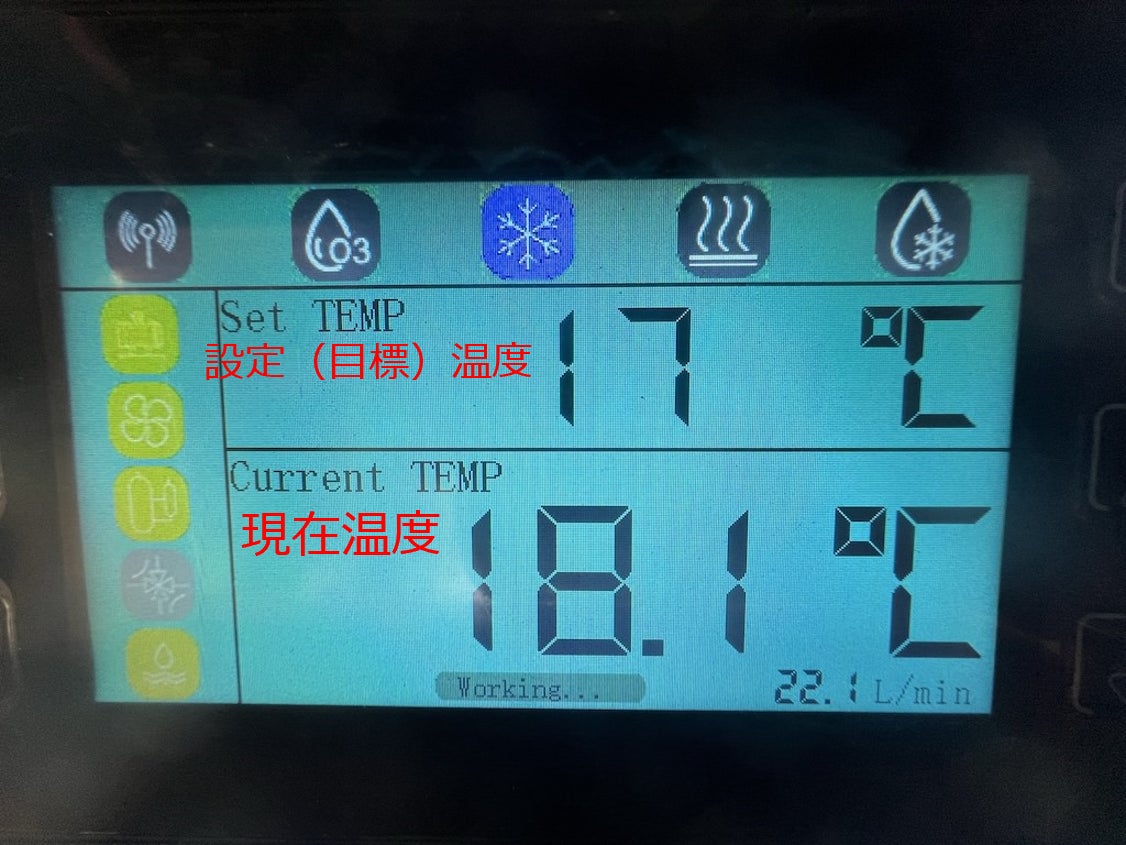 O3
Set TEMP 17 ℃
設定（目標）温度
Current TEMP
現在温度 18.1 ℃
Working... 22.1 L/min